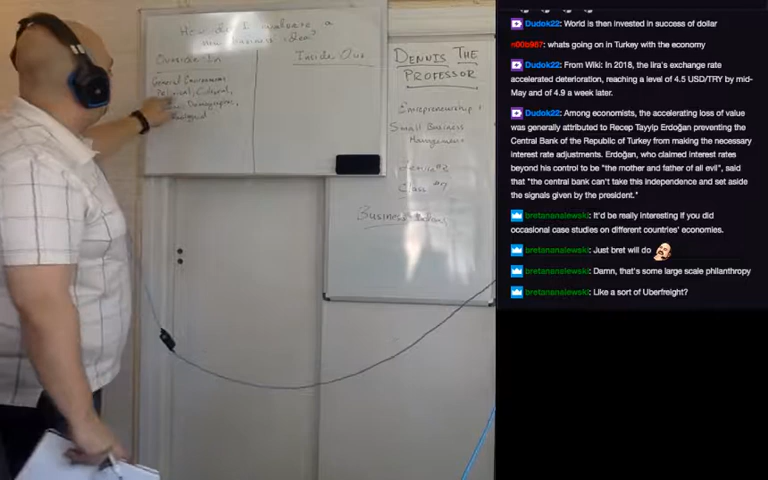 How do I evaluate a
new business idea?
Outside In
Inside Out
General Environment
Political, Cultural,
Demographic,
DENNIS THE
PROFESSOR
Entrepreneurship &
Small Business
Management
Class #7
Business Ideas
Dudok22: World is then invested in success of dollar
n00b987: whats going on in Turkey with the economy
Dudok22: From Wiki: In 2018, the lira's exchange rate
accelerated deterioration, reaching a level of 4.5 USD/TRY by mid-
May and of 4.9 a week later.
Dudok22: Among economists, the accelerating loss of value
was generally attributed to Recep Tayyip Erdoğan preventing the
Central Bank of the Republic of Turkey from making the necessary
interest rate adjustments. Erdoğan, who claimed interest rates
beyond his control to be "the mother and father of all evil", said
that "the central bank can't take this independence and set aside
the signals given by the president."
bretananalewski: It'd be really interesting if you did
occasional case studies on different countries' economies.
bretananalewski: Just bret will do
bretananalewski: Damn, that's some large scale philanthropy
bretananalewski: Like a sort of Uberfreight?